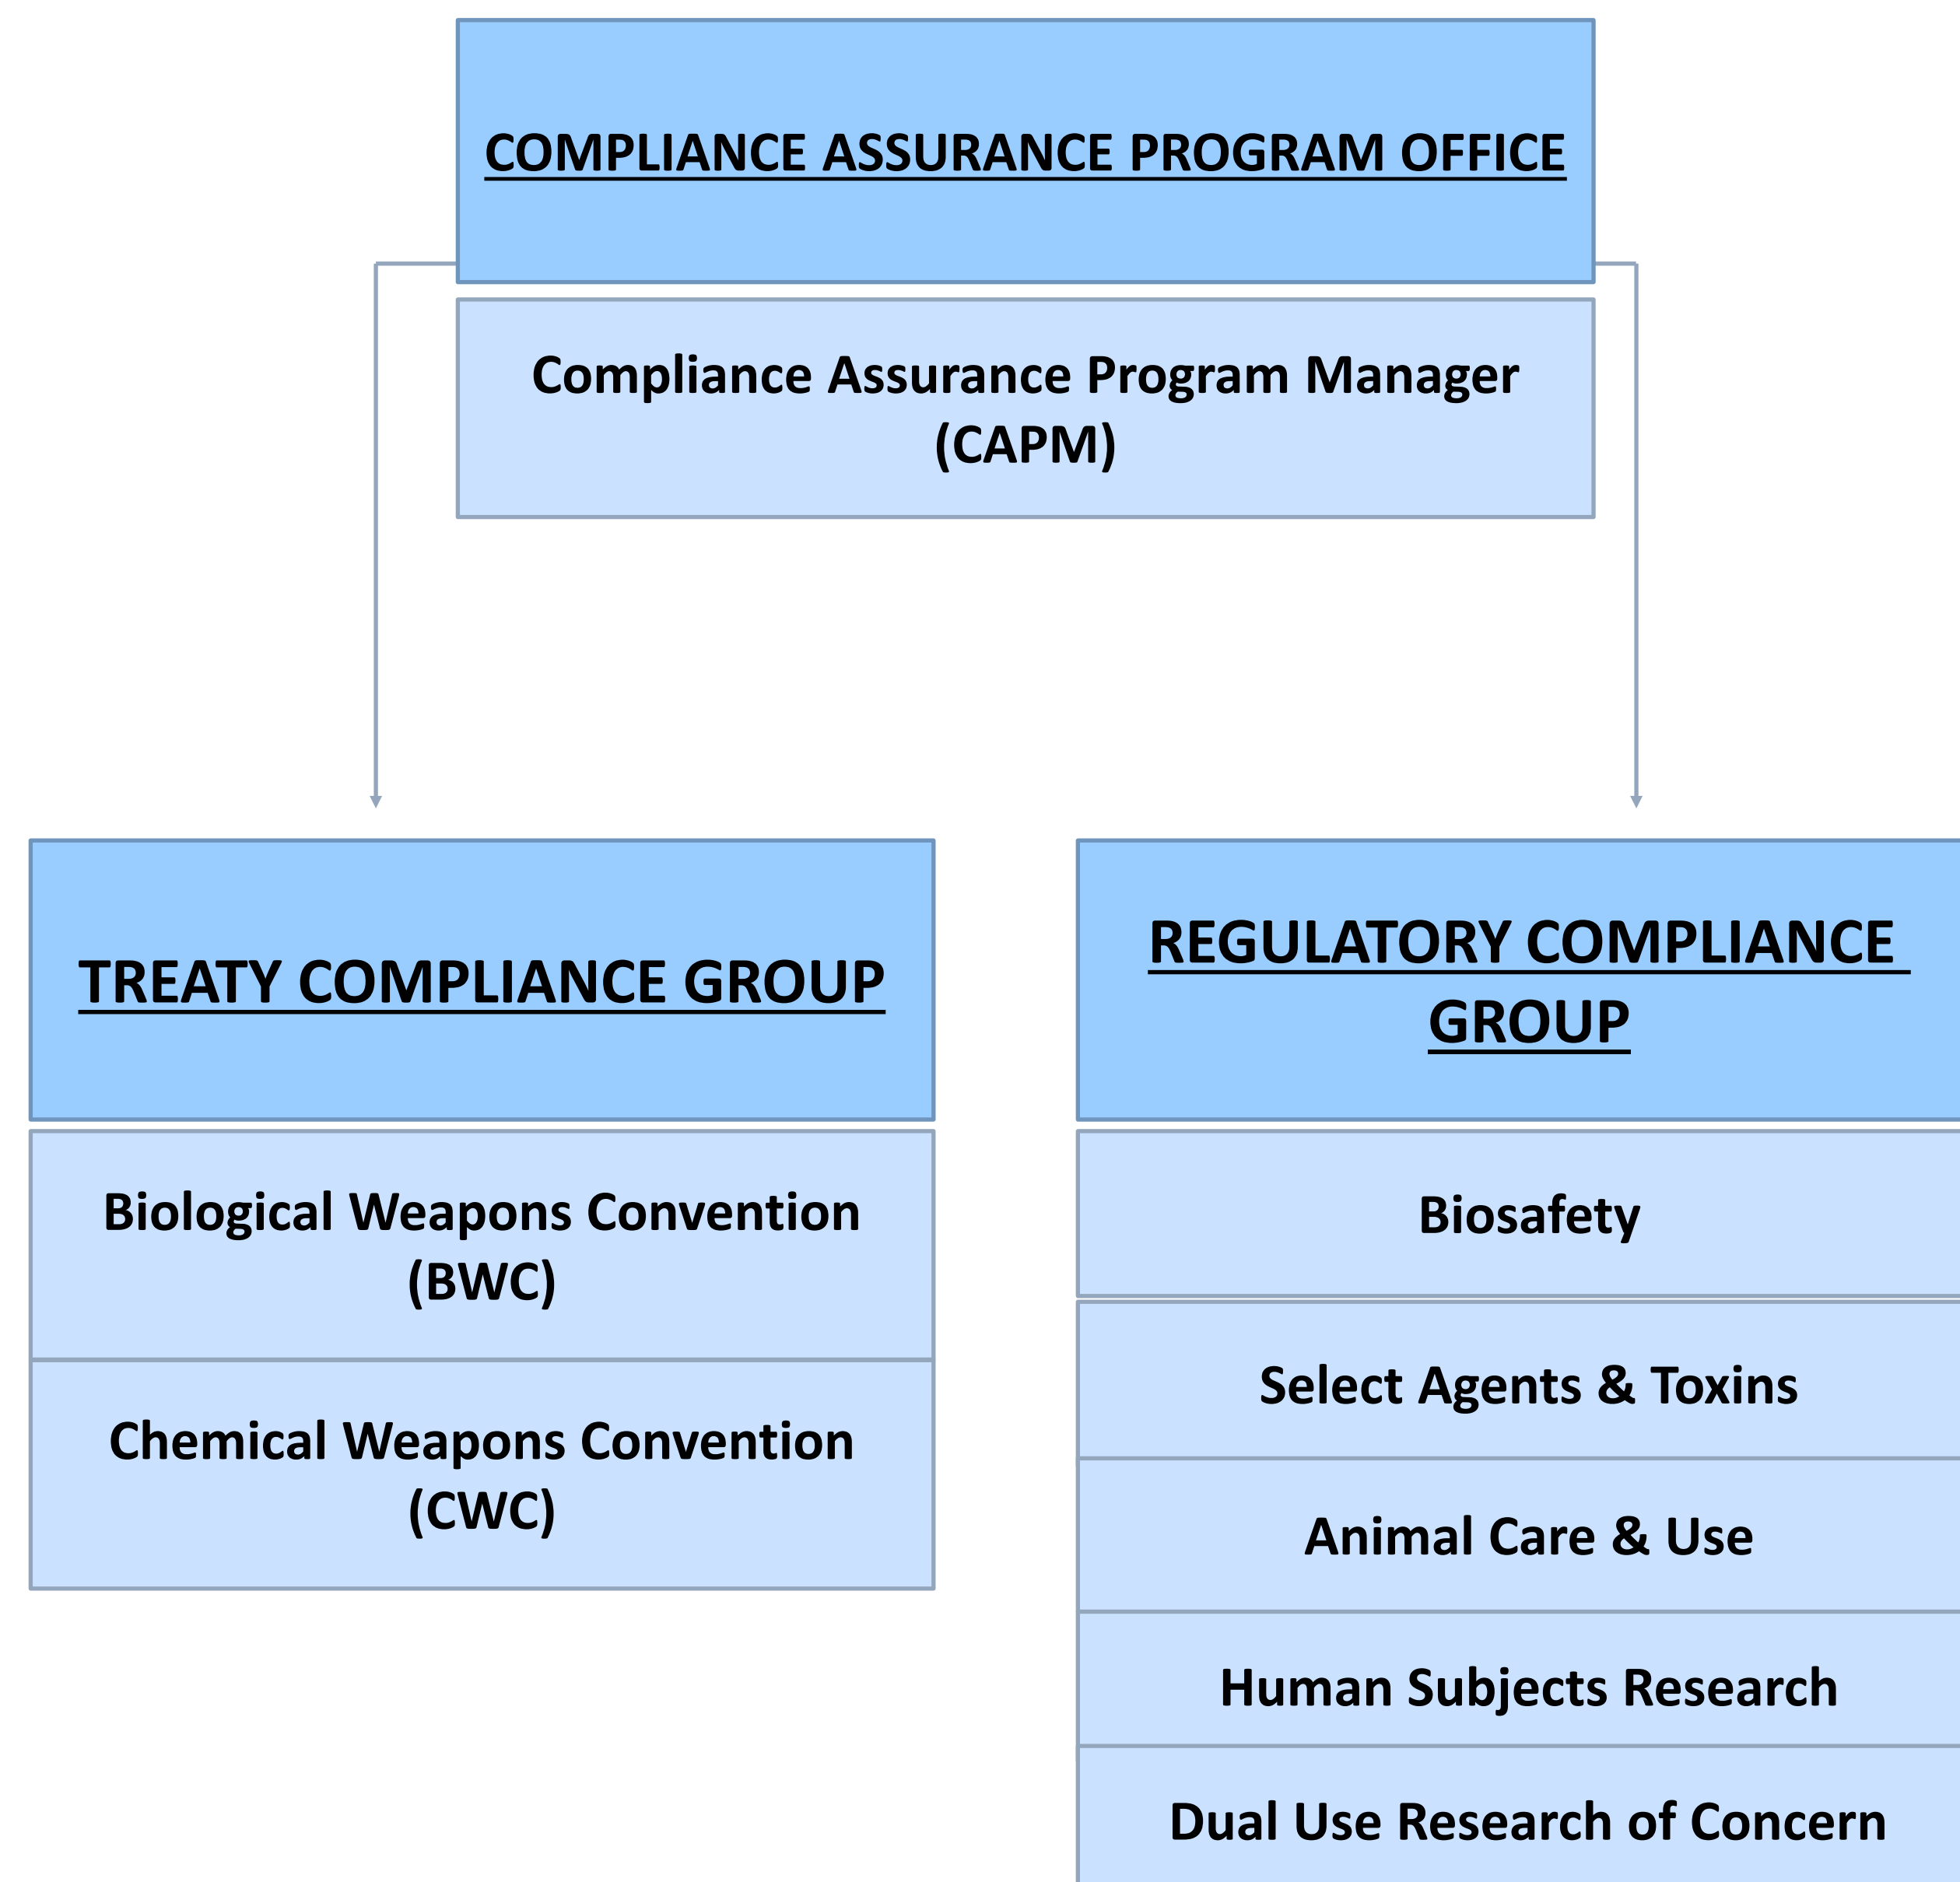 COMPLIANCE ASSURANCE PROGRAM OFFICE
Compliance Assurance Program Manager
(CAPM)
TREATY COMPLIANCE GROUP
Biological Weapons Convention
(BWC)
Chemical Weapons Convention
(CWC)
REGULATORY COMPLIANCE
GROUP
Biosafety
Select Agents & Toxins
Animal Care & Use
Human Subjects Research
Dual Use Research of Concern